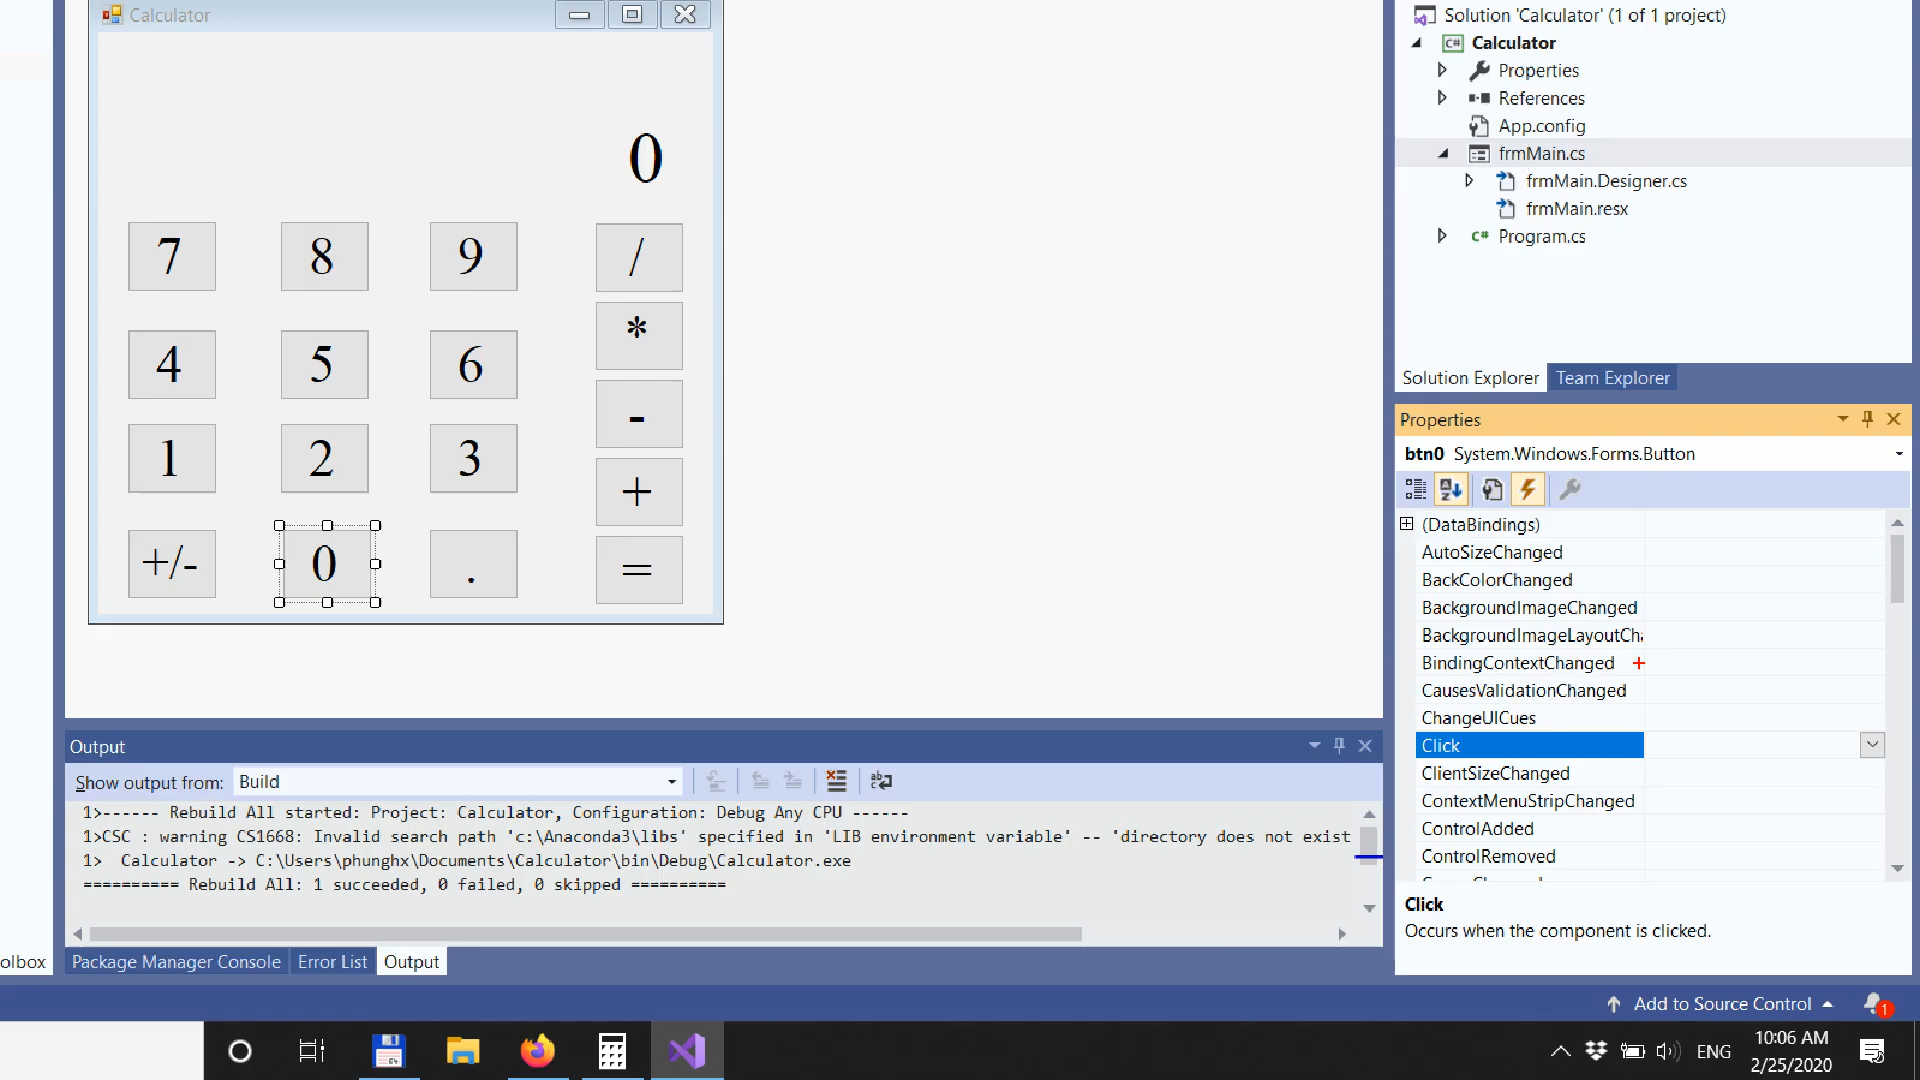 Calculator
0
7
8
9
/
4
5
6
*
-
1
2
3
+
+/-
0
.
=
Solution 'Calculator' (1 of 1 project)
C# Calculator
Properties
References
App.config
frmMain.cs
frmMain.Designer.cs
frmMain.resx
C# Program.cs
Solution Explorer
Team Explorer
Properties
btn0 System.Windows.Forms.Button
(DataBindings)
AutoSizeChanged
BackColorChanged
BackgroundImageChanged
BackgroundImageLayoutCh
BindingContextChanged
CausesValidationChanged
ChangeUICues
Click
ClientSizeChanged
ContextMenuStripChanged
ControlAdded
ControlRemoved
Click
Occurs when the component is clicked.
Output
Show output from: Build
1>------ Rebuild All started: Project: Calculator, Configuration: Debug Any CPU ------
1>CSC : warning CS1668: Invalid search path 'c:\Anaconda3\libs' specified in 'LIB environment variable' -- 'directory does not exist
1>  Calculator -> C:\Users\phunghx\Documents\Calculator\bin\Debug\Calculator.exe
========== Rebuild All: 1 succeeded, 0 failed, 0 skipped ==========
olbox
Package Manager Console
Error List
Output
Add to Source Control
1
64
ENG
10:06 AM
2/25/2020